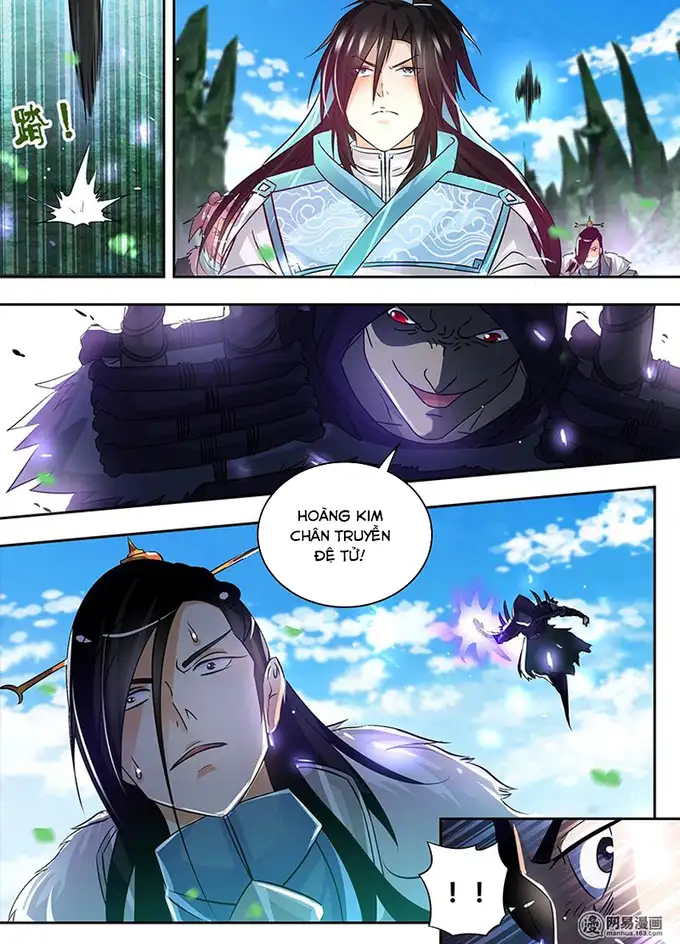 踏！
HOÀNG KIM
CHÂN TRUYỀN
ĐỆ TỬ!
！！
网易漫画
manhua.163.com